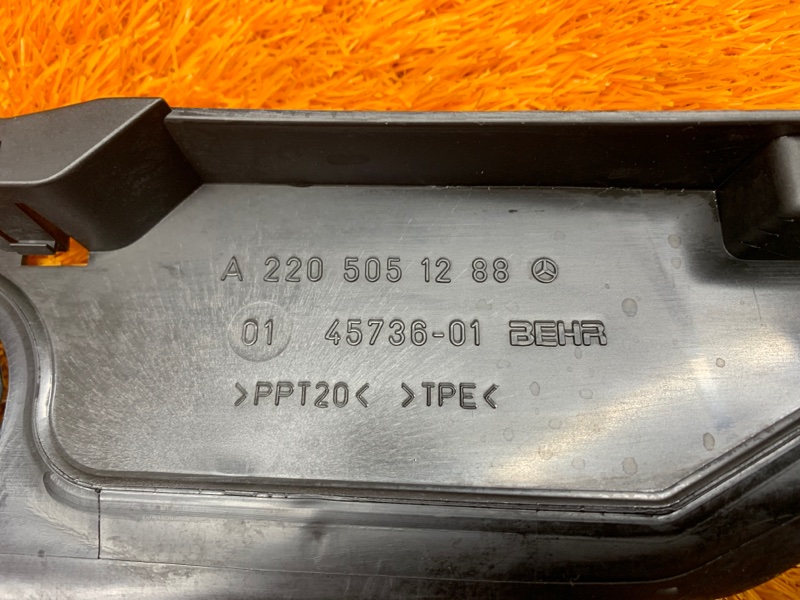 A 220 505 12 88
01 45736-01 BEHR
>PPT20< >TPE<